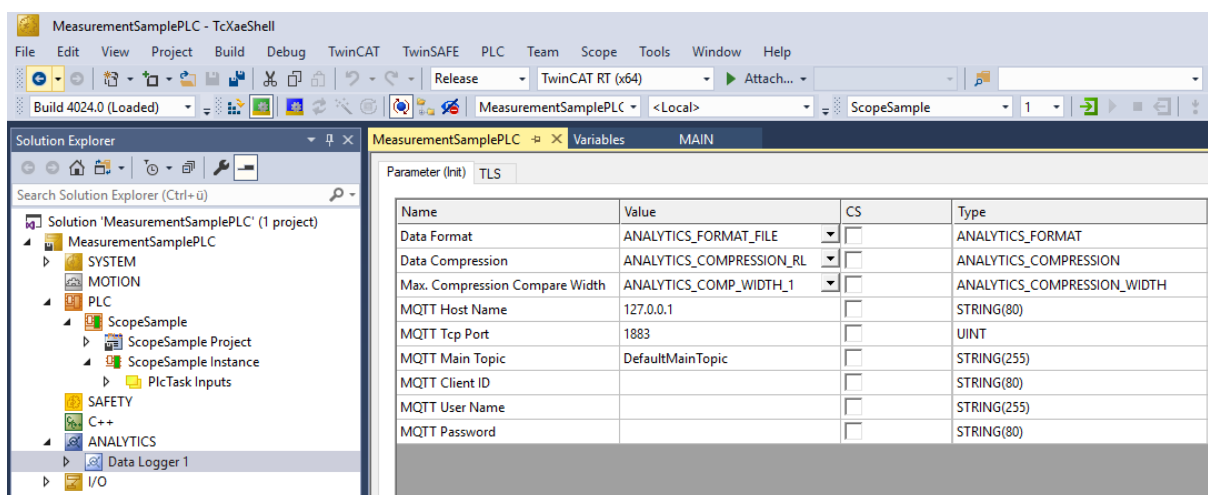 MeasurementSamplePLC - TcXaeShell
File Edit View Project Build Debug TwinCAT TwinSAFE PLC Team Scope Tools Window Help
Release TwinCAT RT (x64) Attach...
Build 4024.0 (Loaded) MeasurementSamplePLC <Local> ScopeSample 1
Solution Explorer
Search Solution Explorer (Ctrl+ü)
Solution 'MeasurementSamplePLC' (1 project)
MeasurementSamplePLC
SYSTEM
MOTION
PLC
ScopeSample
ScopeSample Project
ScopeSample Instance
PlcTask Inputs
SAFETY
C++
ANALYTICS
Data Logger 1
I/O
MeasurementSamplePLC Variables MAIN
Parameter (Init) TLS
Name Value CS Type
Data Format ANALYTICS_FORMAT_FILE ANALYTICS_FORMAT
Data Compression ANALYTICS_COMPRESSION_RL ANALYTICS_COMPRESSION
Max. Compression Compare Width ANALYTICS_COMP_WIDTH_1 ANALYTICS_COMPRESSION_WIDTH
MQTT Host Name 127.0.0.1 STRING(80)
MQTT Tcp Port 1883 UINT
MQTT Main Topic DefaultMainTopic STRING(255)
MQTT Client ID STRING(80)
MQTT User Name STRING(255)
MQTT Password STRING(80)